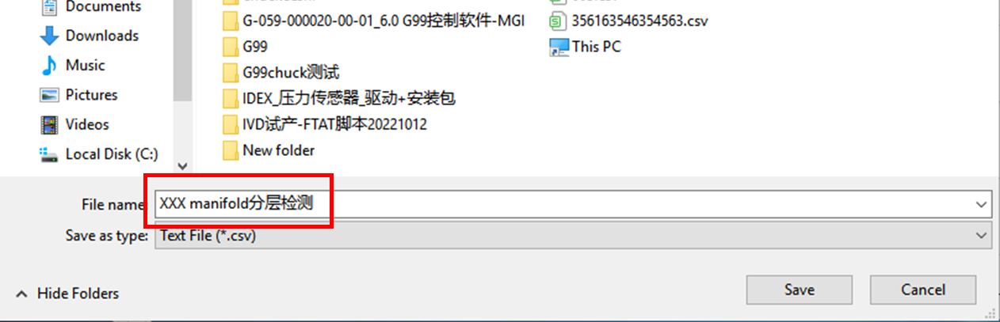 Documents
Downloads
Music
Pictures
Videos
Local Disk (C:)
G-059-000020-00-01_6.0 G99控制软件-MGI
G99
G99chuck测试
IDEX_压力传感器_驱动+安装包
IVD试产-FTAT脚本20221012
New folder
356163546354563.csv
This PC
File name:
XXX manifold分层检测
Save as type: Text File (*.csv)
Hide Folders
Save
Cancel